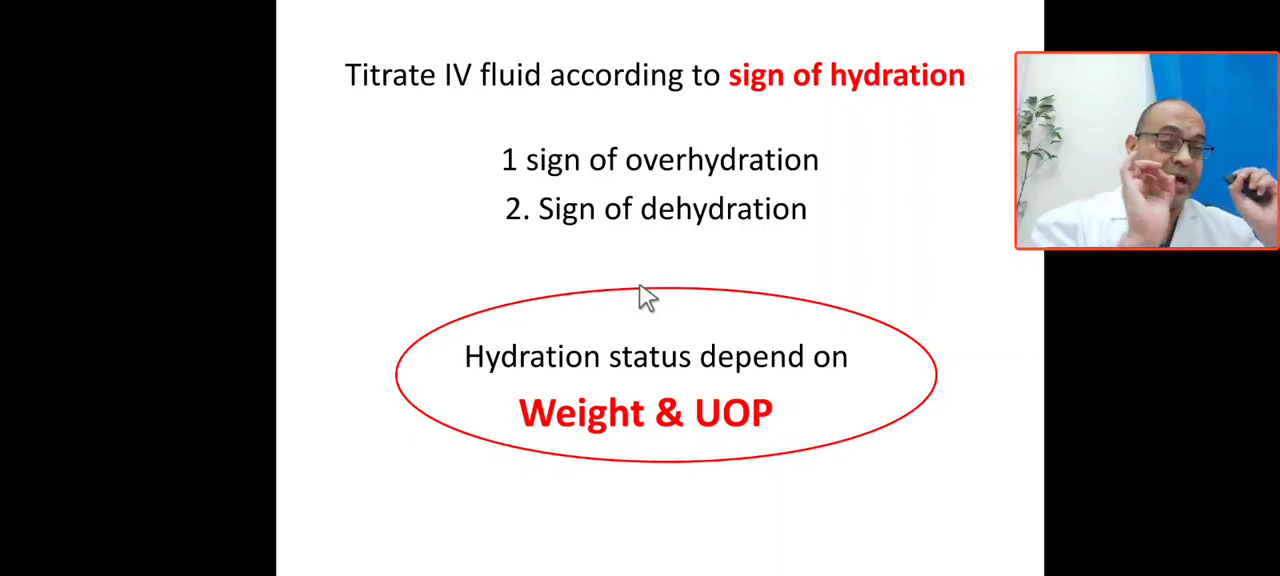 Titrate IV fluid according to sign of hydration
1 sign of overhydration
2. Sign of dehydration
Hydration status depend on
Weight & UOP